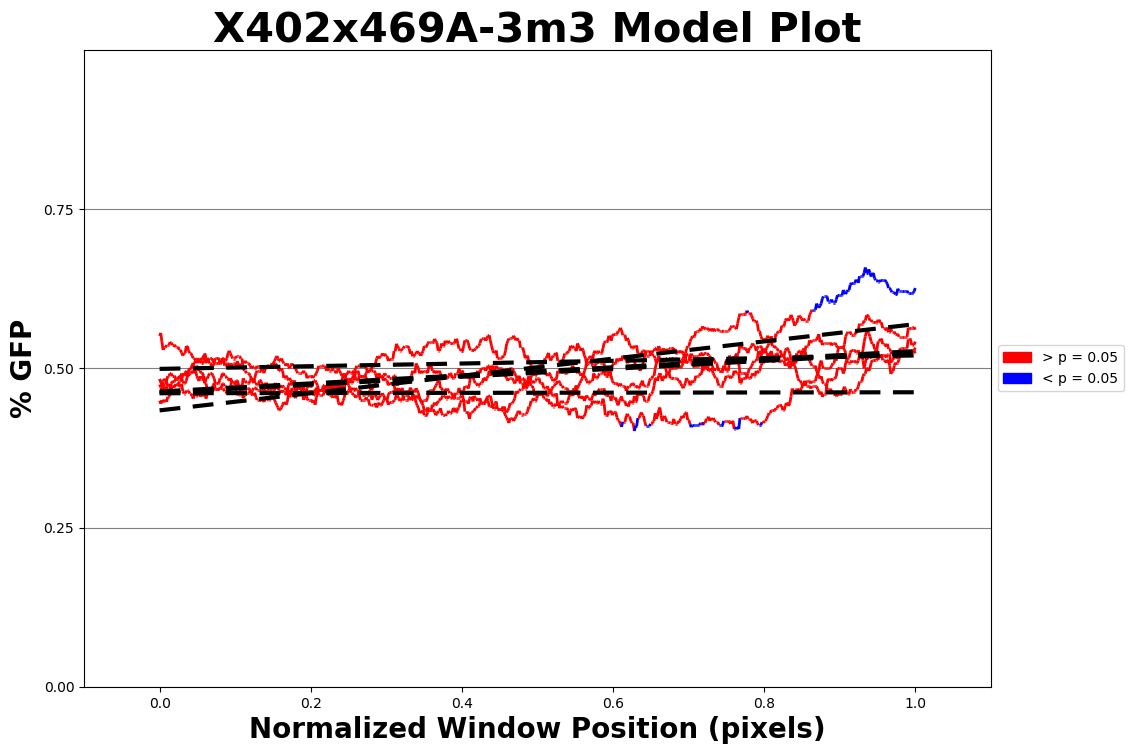 X402x469A-3m3 Model Plot
% GFP
0.75
0.50
0.25
0.00
0.0 0.2 0.4 0.6 0.8 1.0
Normalized Window Position (pixels)
> p = 0.05
< p = 0.05